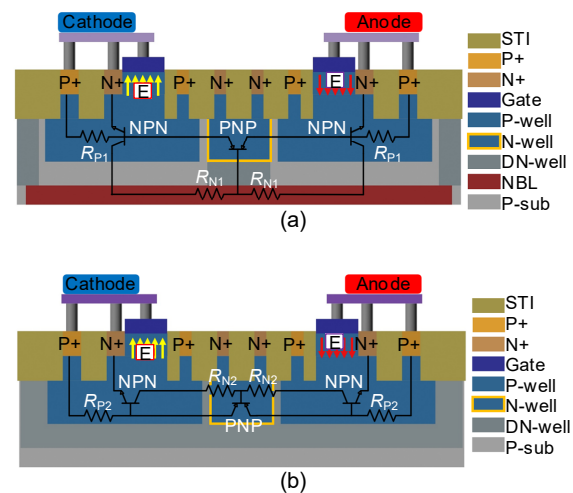 Cathode Anode
P+ N+ P+ N+ N+ P+ N+ P+
E E
NPN PNP NPN
RP1 RP1
RN1 RN1
STI
P+
N+
Gate
P-well
N-well
DN-well
NBL
P-sub
(a)
Cathode Anode
P+ N+ P+ N+ N+ P+ N+ P+
E E
NPN RN2 RN2 NPN
RP2 RP2
PNP
STI
P+
N+
Gate
P-well
N-well
DN-well
P-sub
(b)